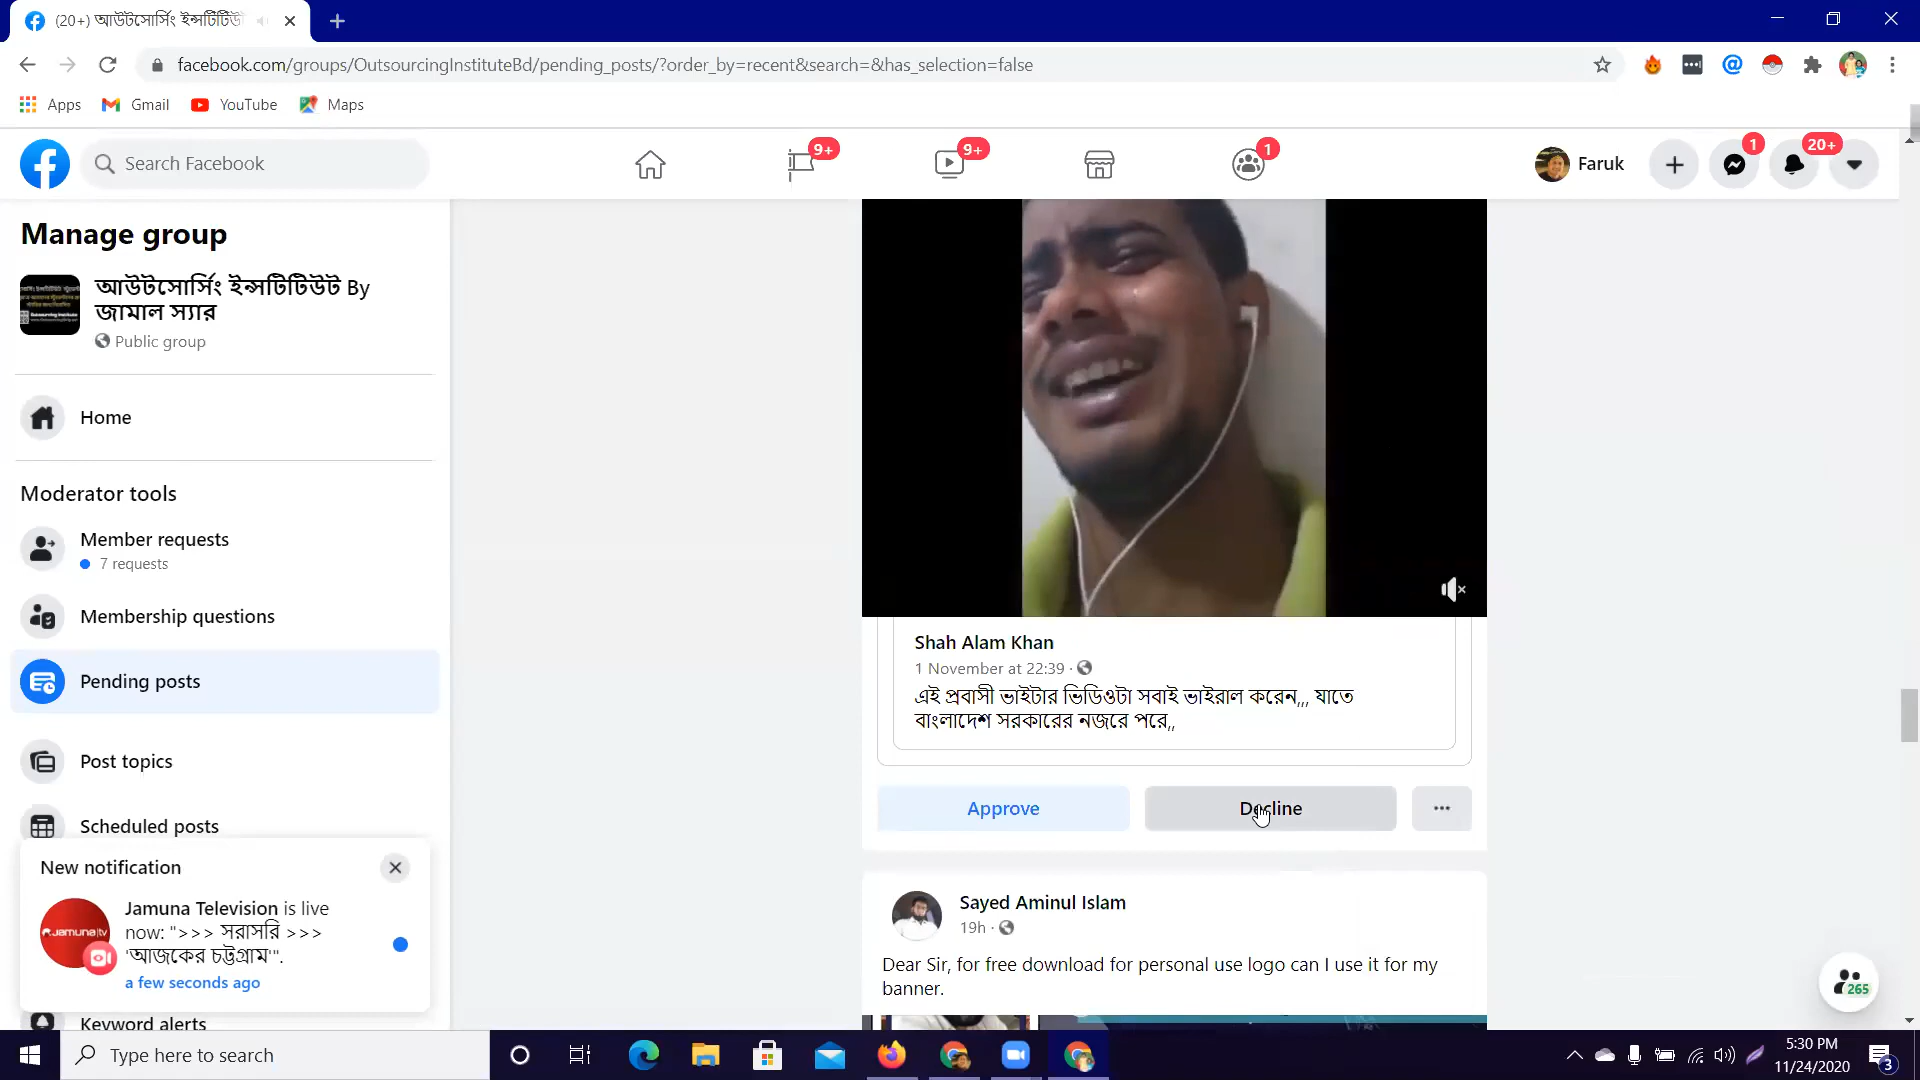 (20+) আউটসোর্সিং ইন্সটিটিউট
facebook.com/groups/OutsourcingInstituteBd/pending_posts/?order_by=recent&search=&has_selection=false
Apps Gmail YouTube Maps
Search Facebook
9+ 9+ 1
Faruk 1 20+
Manage group
আউটসোর্সিং ইন্সটিটিউট By
জামাল স্যার
Public group
Home
Moderator tools
Member requests
7 requests
Membership questions
Pending posts
Post topics
Scheduled posts
New notification
Jamuna Television is live
now: ">>> সরাসরি >>>
'আজকের চট্টগ্রাম'".
a few seconds ago
Keyword alerts
Shah Alam Khan
1 November at 22:39 ·
এই প্রবাসী ভাইটার ভিডিওটা সবাই ভাইরাল করেন,,, যাতে
বাংলাদেশ সরকারের নজরে পরে,,
Approve Decline ...
Sayed Aminul Islam
19h ·
Dear Sir, for free download for personal use logo can I use it for my
banner.
265
Type here to search
5:30 PM
11/24/2020
3